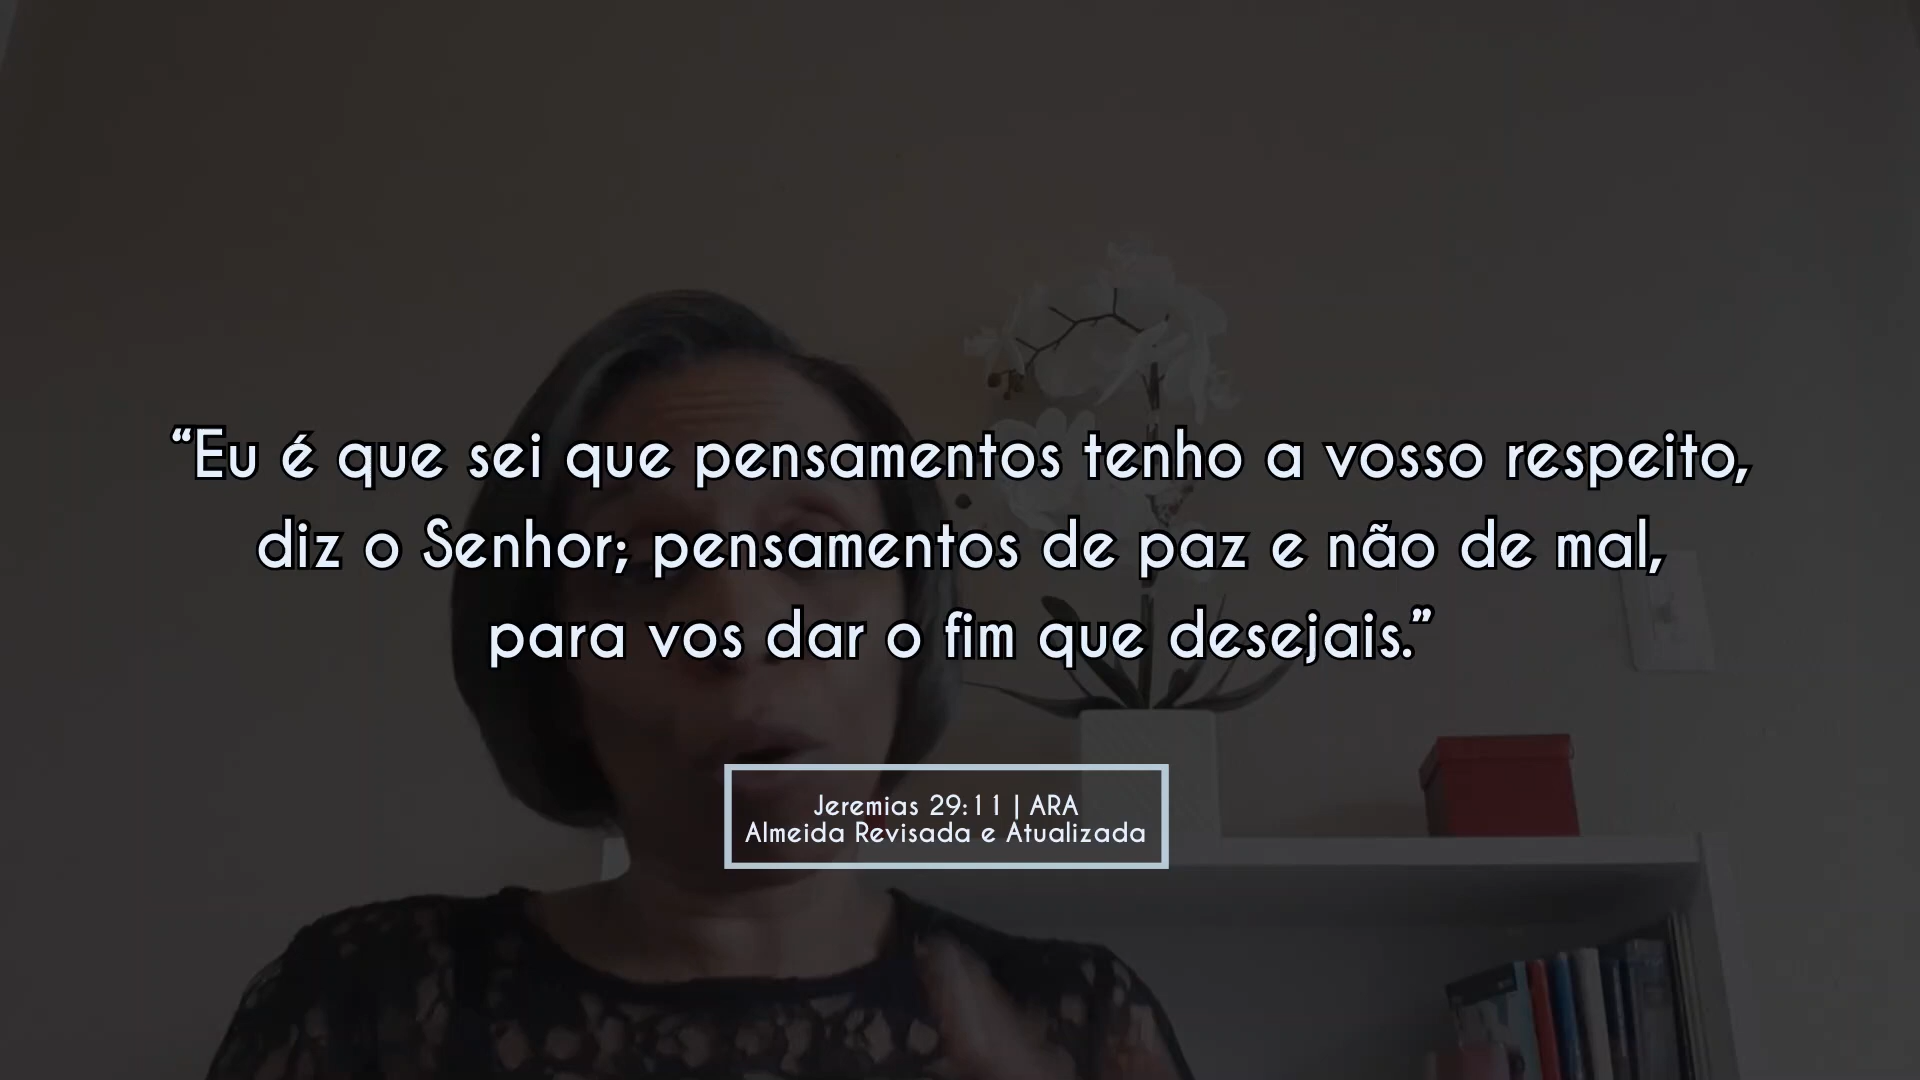 “Eu é que sei que pensamentos tenho a vosso respeito,
diz o Senhor; pensamentos de paz e não de mal,
para vos dar o fim que desejais.”
Jeremias 29:11 | ARA
Almeida Revisada e Atualizada